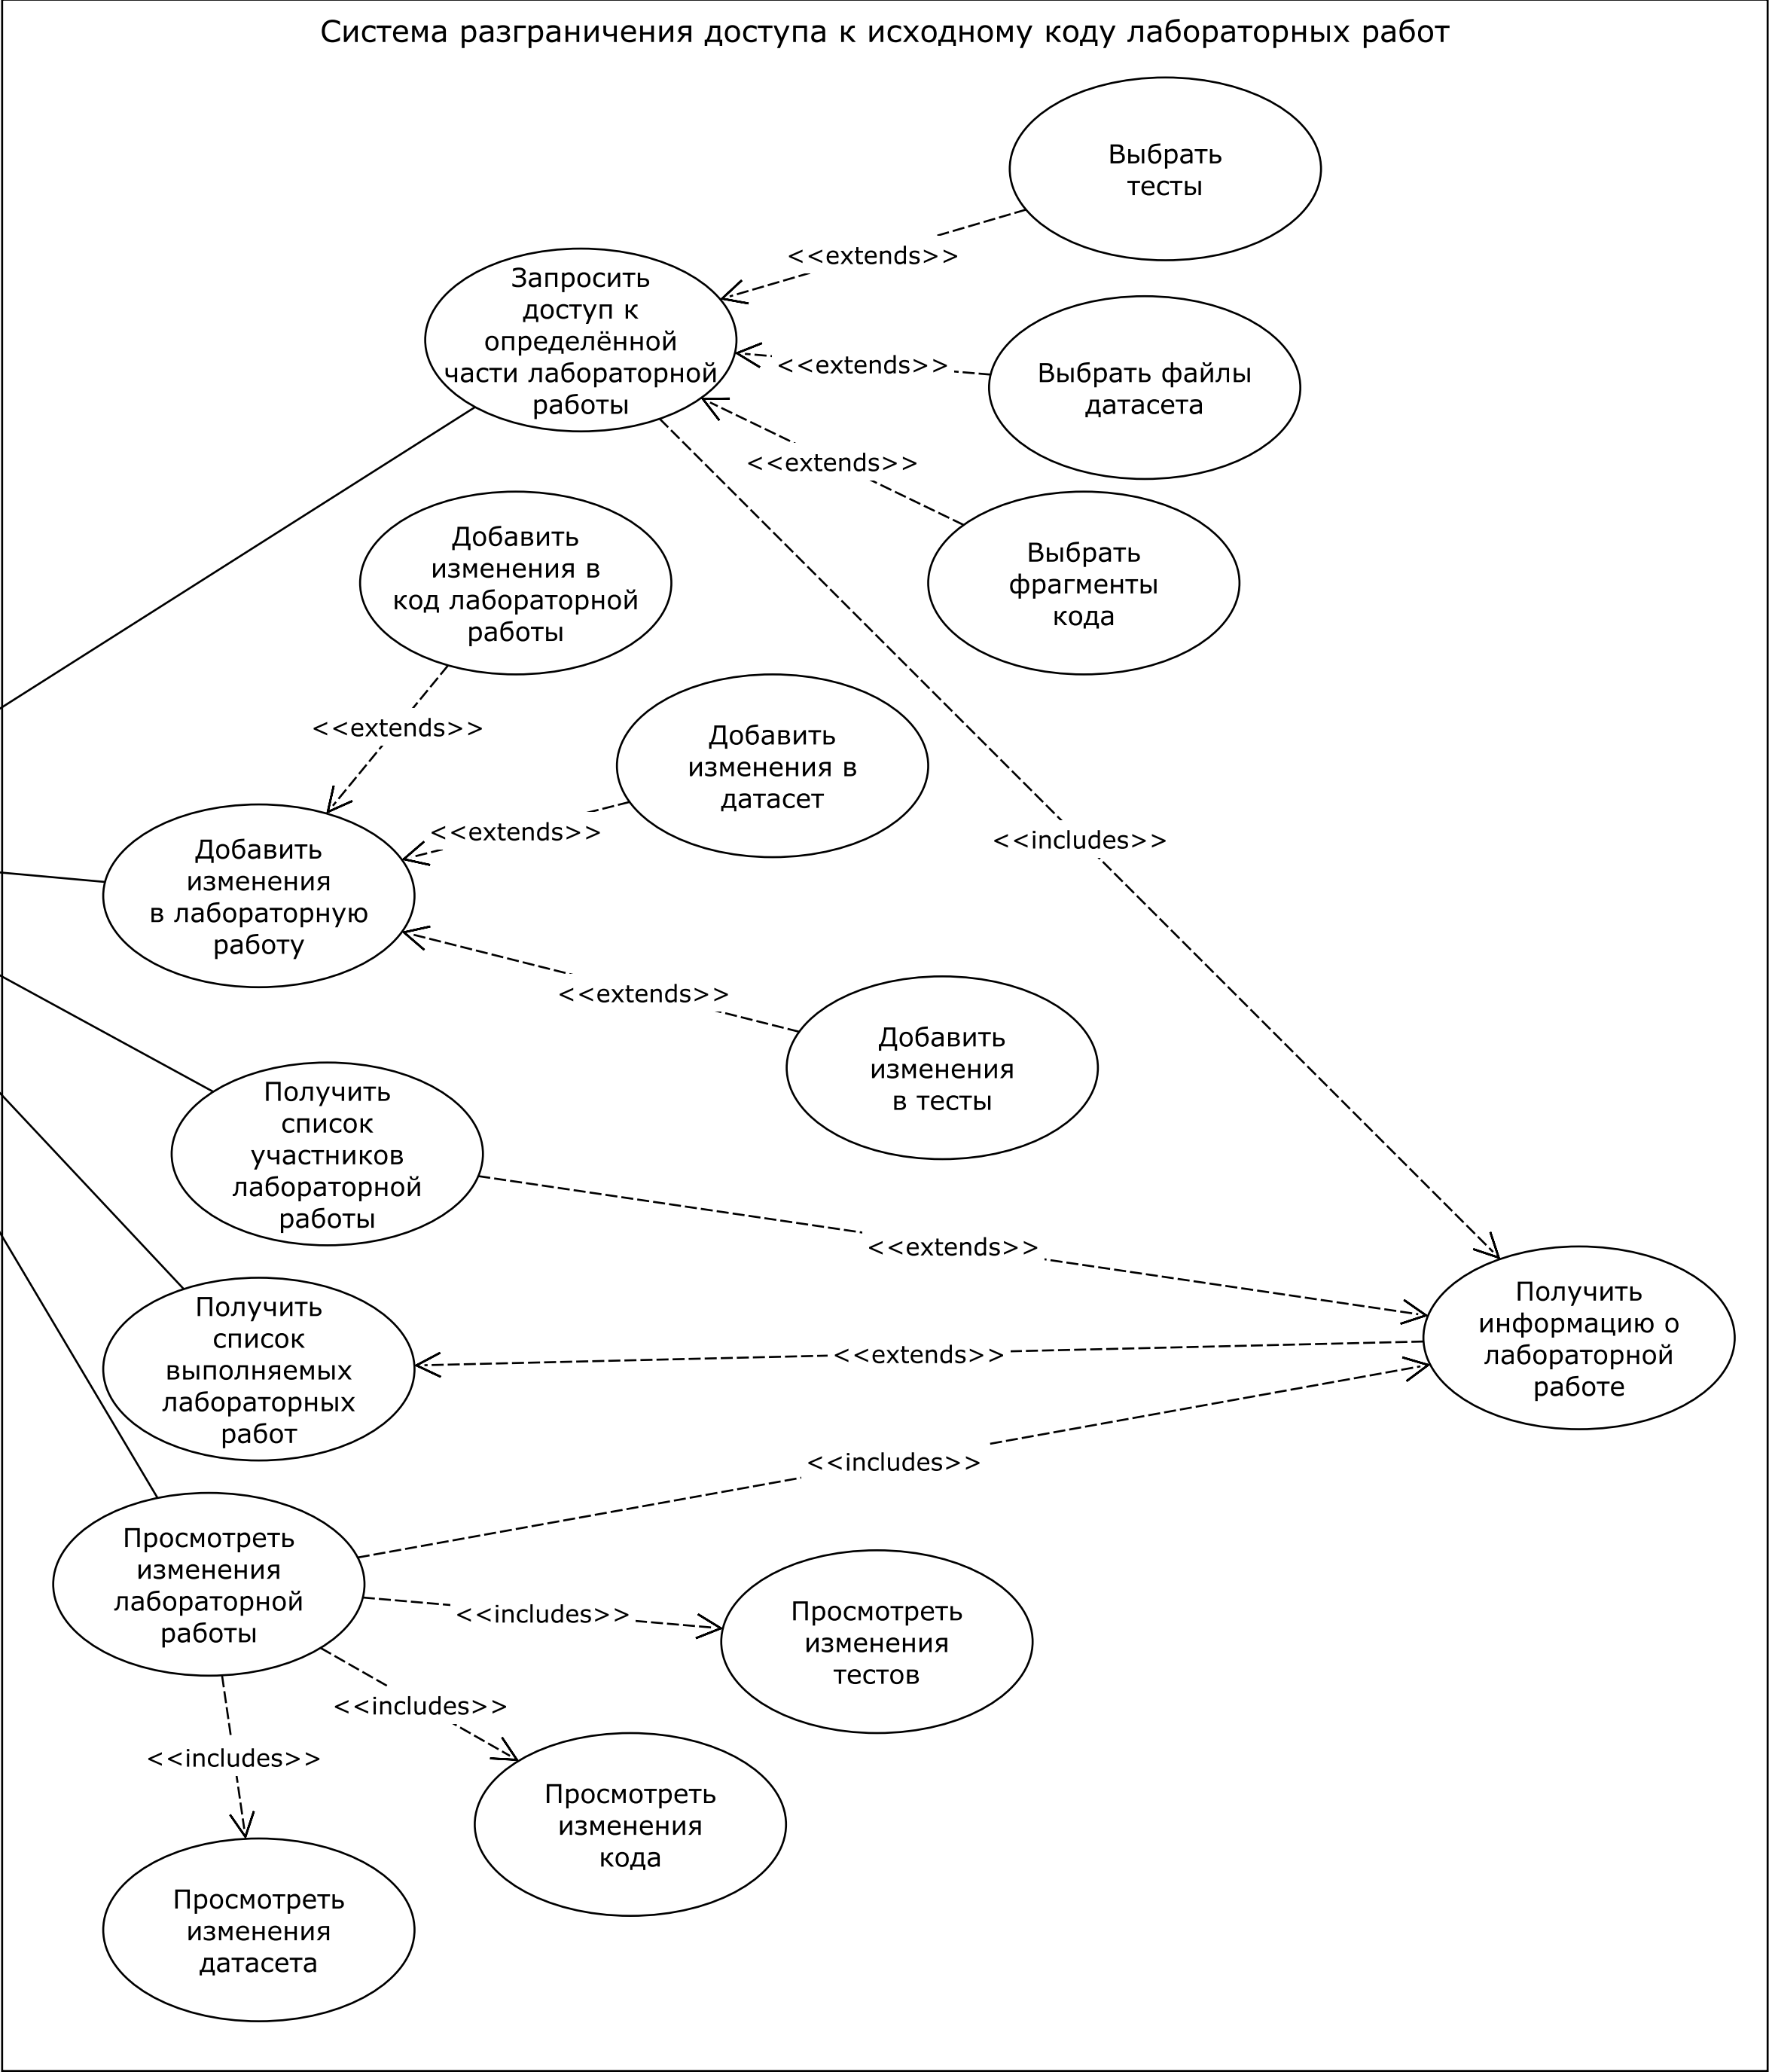 Система разграничения доступа к исходному коду лабораторных работ
Выбрать
тесты
<<extends>>
Запросить
доступ к
определённой
части лабораторной
работы
<<extends>>
Выбрать файлы
датасета
<<extends>>
Выбрать
фрагменты
кода
Добавить
изменения в
код лабораторной
работы
<<extends>>
Добавить
изменения в
датасет
<<extends>>
<<includes>>
Добавить
изменения
в лабораторную
работу
<<extends>>
Добавить
изменения
в тесты
Получить
список
участников
лабораторной
работы
<<extends>>
Получить
информацию о
лабораторной
работе
Получить
список
выполняемых
лабораторных
работ
<<extends>>
<<includes>>
Просмотреть
изменения
лабораторной
работы
<<includes>>
Просмотреть
изменения
тестов
<<includes>>
<<includes>>
Просмотреть
изменения
кода
Просмотреть
изменения
датасета